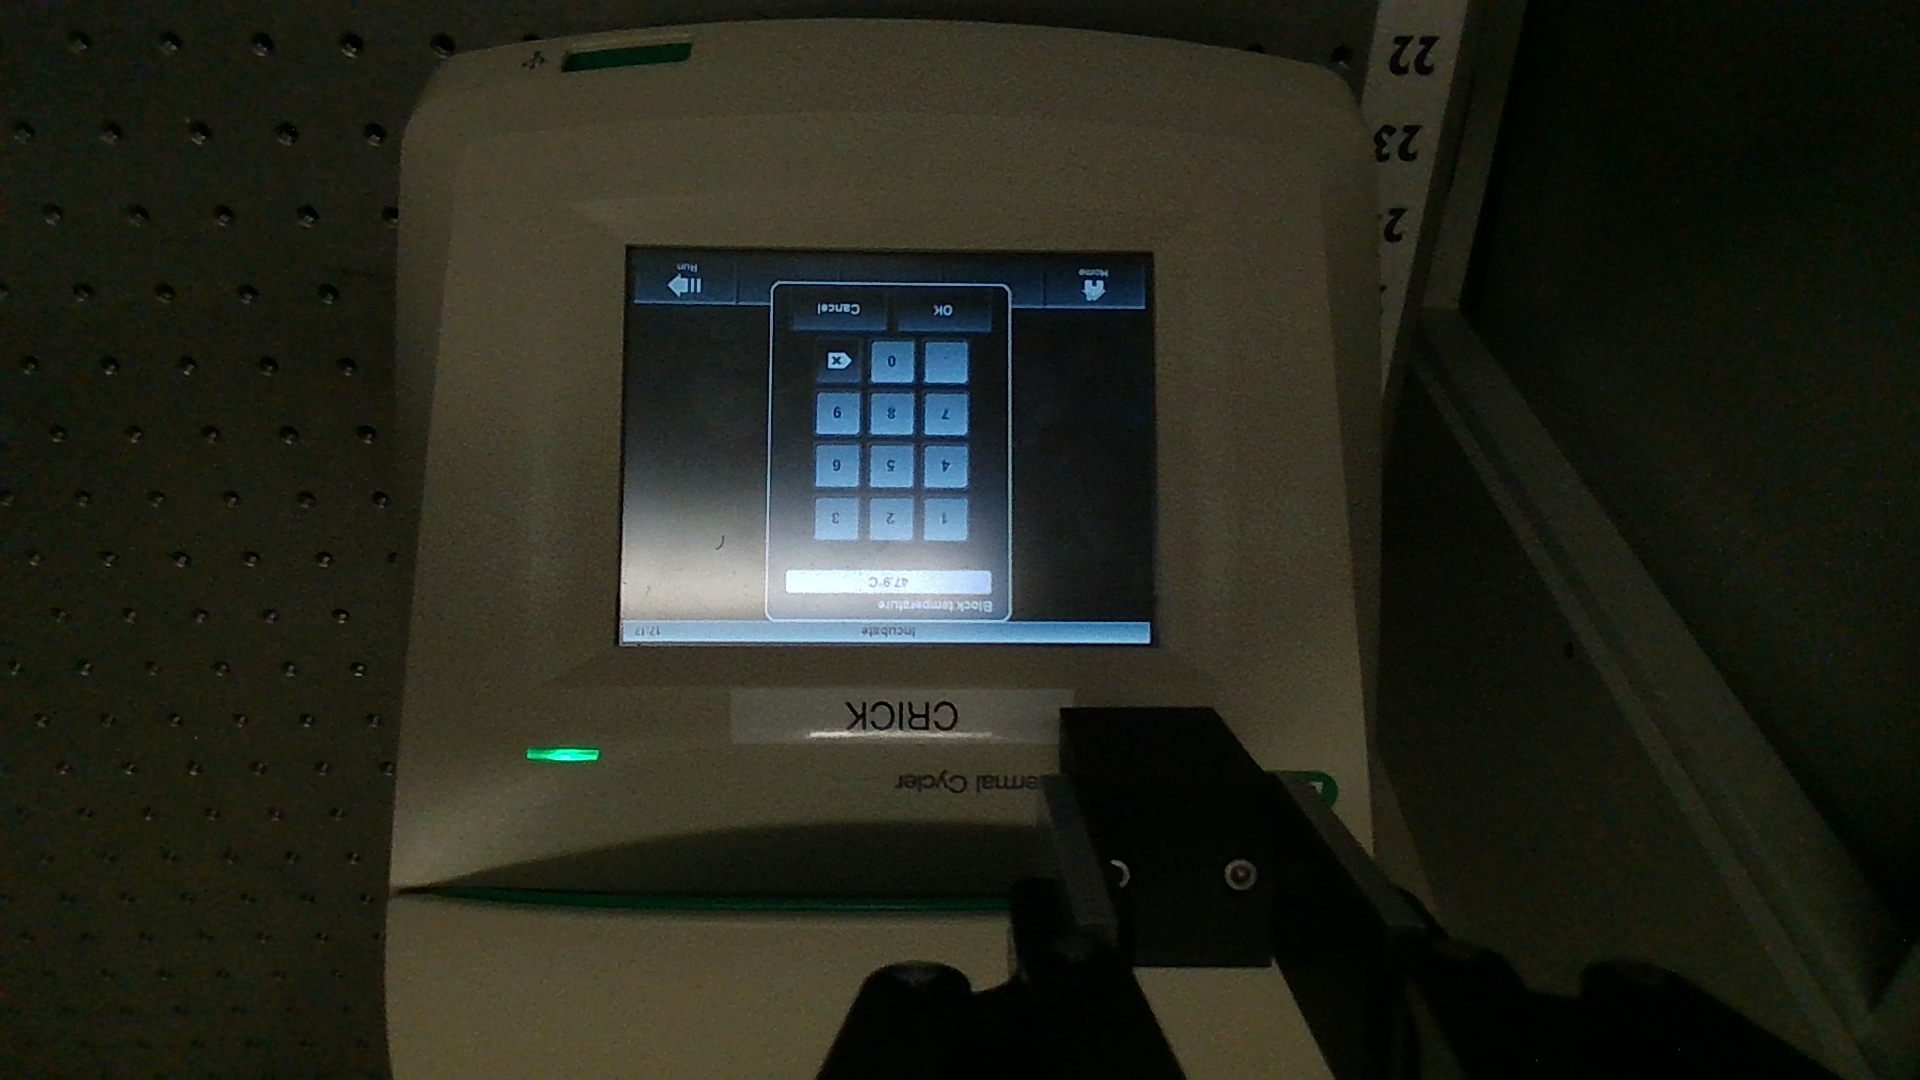 Thermal Cycler
CRICK
Incubate 12:12
Block temperature
47.9°C
1 2 3
4 5 6
7 8 9
0
OK Cancel
Home Run
22
23